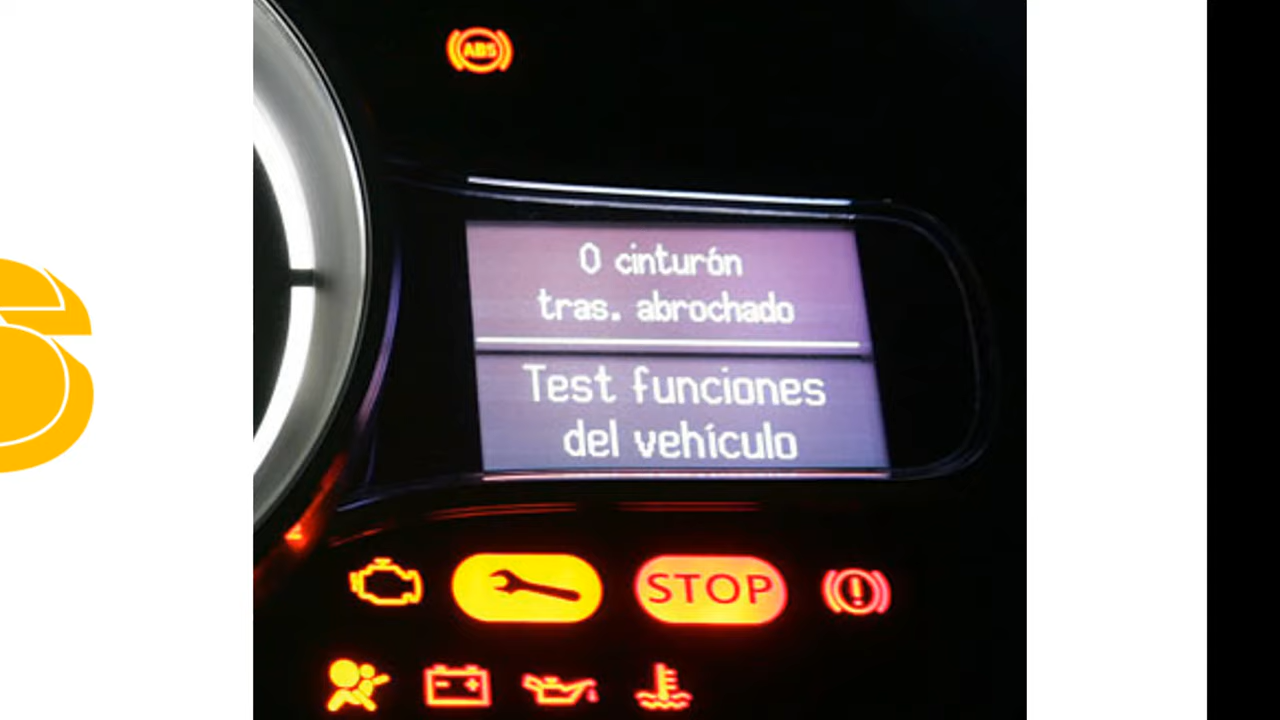 ABS
0 cinturón
tras. abrochado
Test funciones
del vehículo
STOP